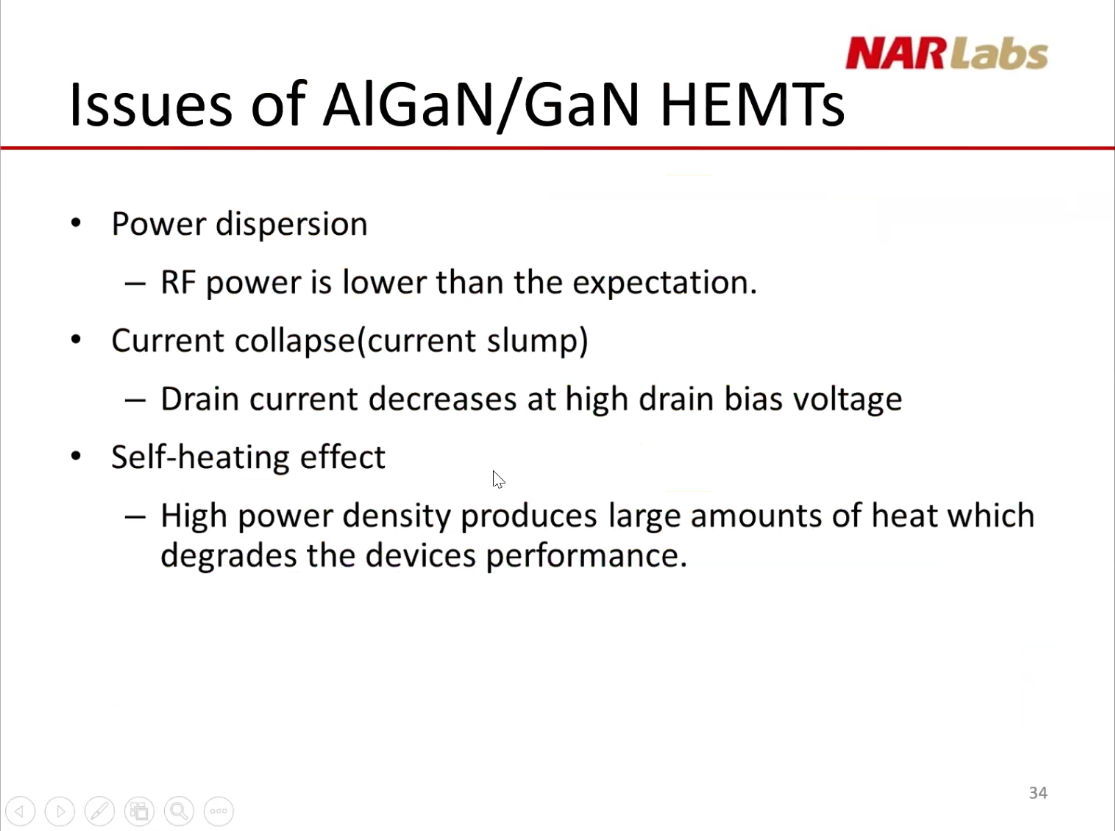 NARLabs
Issues of AlGaN/GaN HEMTs
• Power dispersion
– RF power is lower than the expectation.
• Current collapse(current slump)
– Drain current decreases at high drain bias voltage
• Self-heating effect
– High power density produces large amounts of heat which
degrades the devices performance.
34